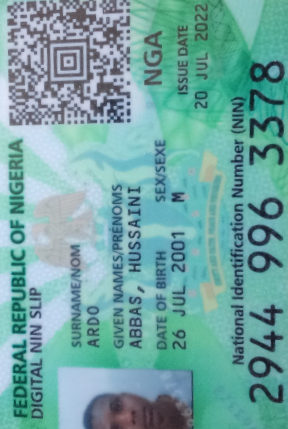 FEDERAL REPUBLIC OF NIGERIA
DIGITAL NIN SLIP
SURNAME/NOM
ARDO
GIVEN NAMES/PRÉNOMS
ABBAS, HUSSAINI
DATE OF BIRTH
26 JUL 2001
SEX/SEXE
M
NGA
ISSUE DATE
20 JUL 2022
National Identification Number (NIN)
2944 996 3378